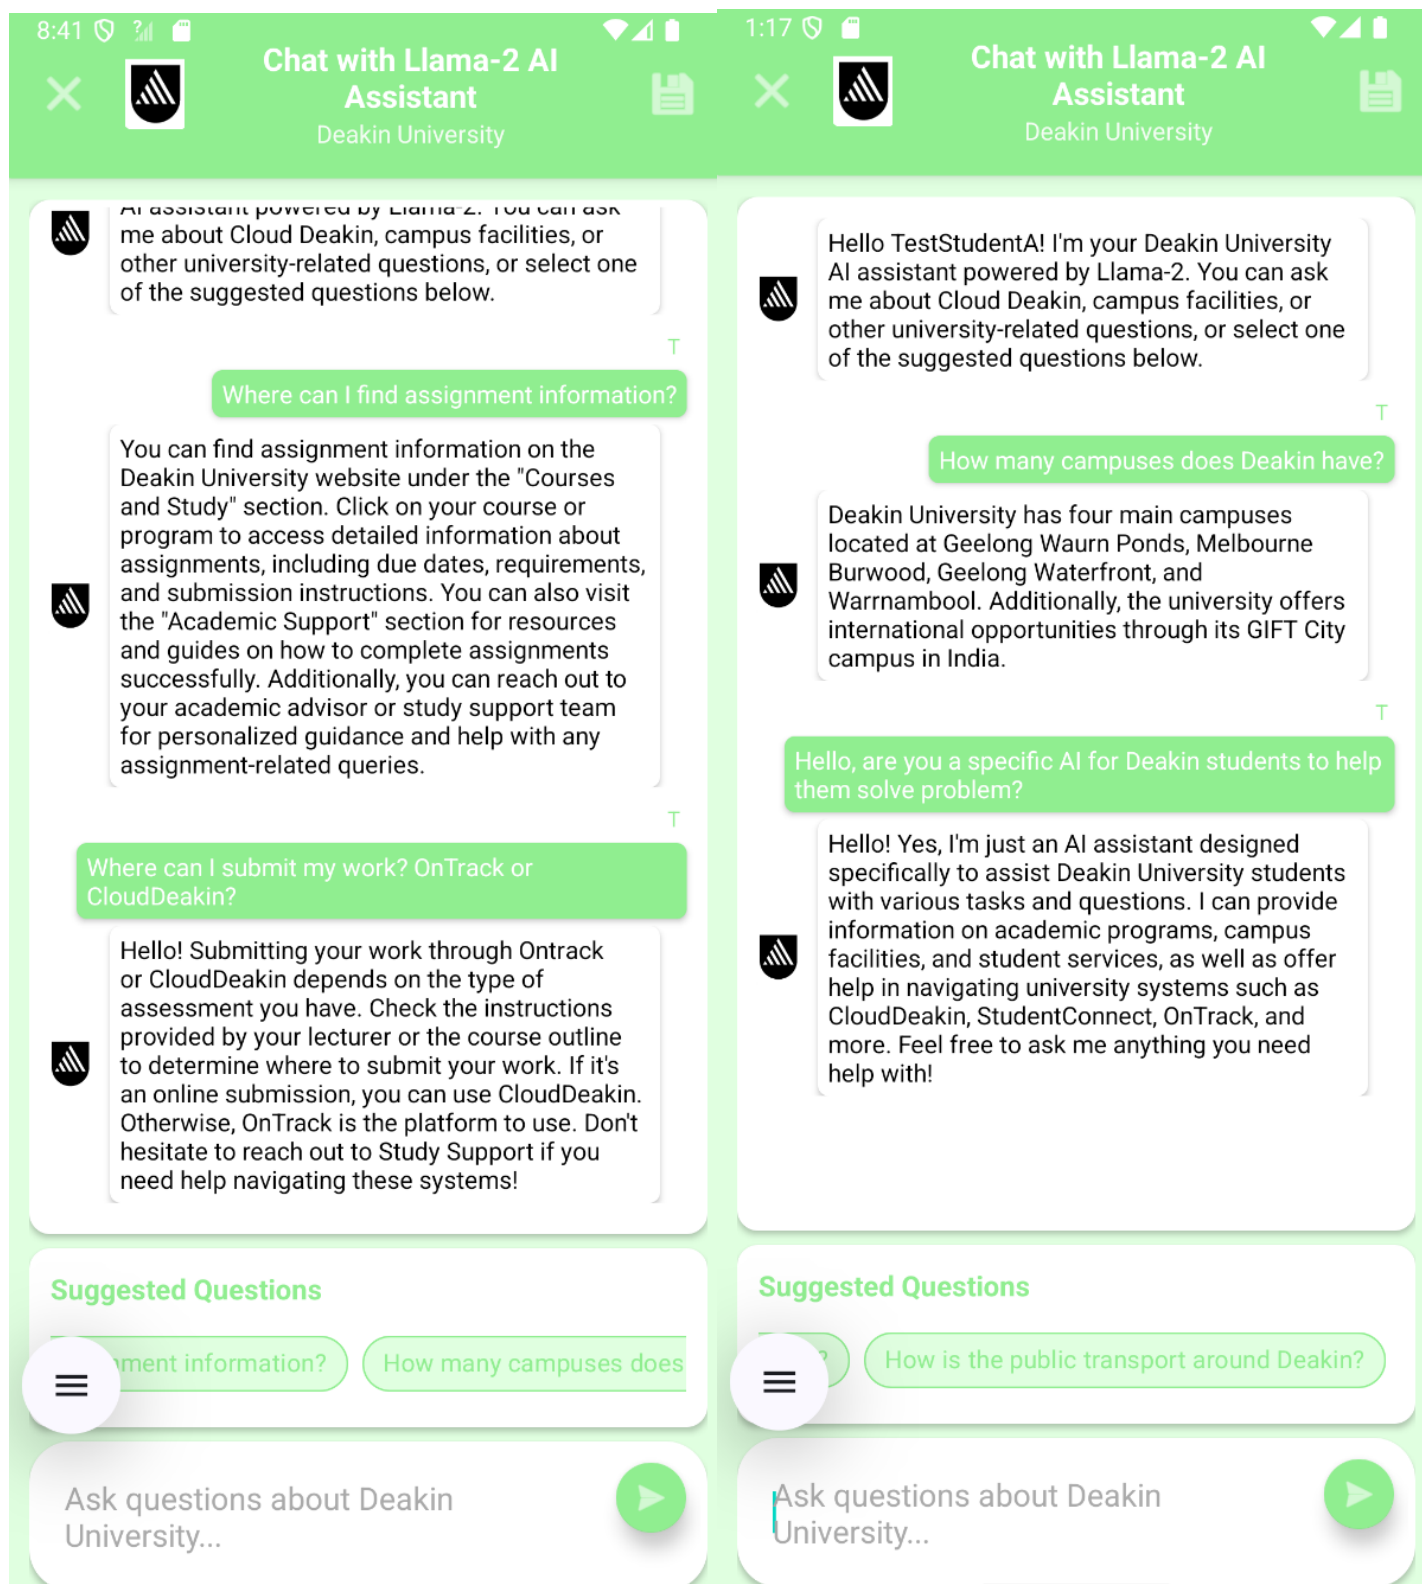 8:41
Chat with Llama-2 AI
Assistant
Deakin University
AI assistant powered by Llama-2. You can ask
me about Cloud Deakin, campus facilities, or
other university-related questions, or select one
of the suggested questions below.
T
Where can I find assignment information?
You can find assignment information on the
Deakin University website under the "Courses
and Study" section. Click on your course or
program to access detailed information about
assignments, including due dates, requirements,
and submission instructions. You can also visit
the "Academic Support" section for resources
and guides on how to complete assignments
successfully. Additionally, you can reach out to
your academic advisor or study support team
for personalized guidance and help with any
assignment-related queries.
T
Where can I submit my work? OnTrack or
CloudDeakin?
Hello! Submitting your work through Ontrack
or CloudDeakin depends on the type of
assessment you have. Check the instructions
provided by your lecturer or the course outline
to determine where to submit your work. If it's
an online submission, you can use CloudDeakin.
Otherwise, OnTrack is the platform to use. Don't
hesitate to reach out to Study Support if you
need help navigating these systems!
Suggested Questions
nment information?
How many campuses does
Ask questions about Deakin
University...
1:17
Chat with Llama-2 AI
Assistant
Deakin University
Hello TestStudentA! I'm your Deakin University
AI assistant powered by Llama-2. You can ask
me about Cloud Deakin, campus facilities, or
other university-related questions, or select one
of the suggested questions below.
T
How many campuses does Deakin have?
Deakin University has four main campuses
located at Geelong Waurn Ponds, Melbourne
Burwood, Geelong Waterfront, and
Warrnambool. Additionally, the university offers
international opportunities through its GIFT City
campus in India.
T
Hello, are you a specific AI for Deakin students to help
them solve problem?
Hello! Yes, I'm just an AI assistant designed
specifically to assist Deakin University students
with various tasks and questions. I can provide
information on academic programs, campus
facilities, and student services, as well as offer
help in navigating university systems such as
CloudDeakin, StudentConnect, OnTrack, and
more. Feel free to ask me anything you need
help with!
Suggested Questions
?
How is the public transport around Deakin?
Ask questions about Deakin
University...